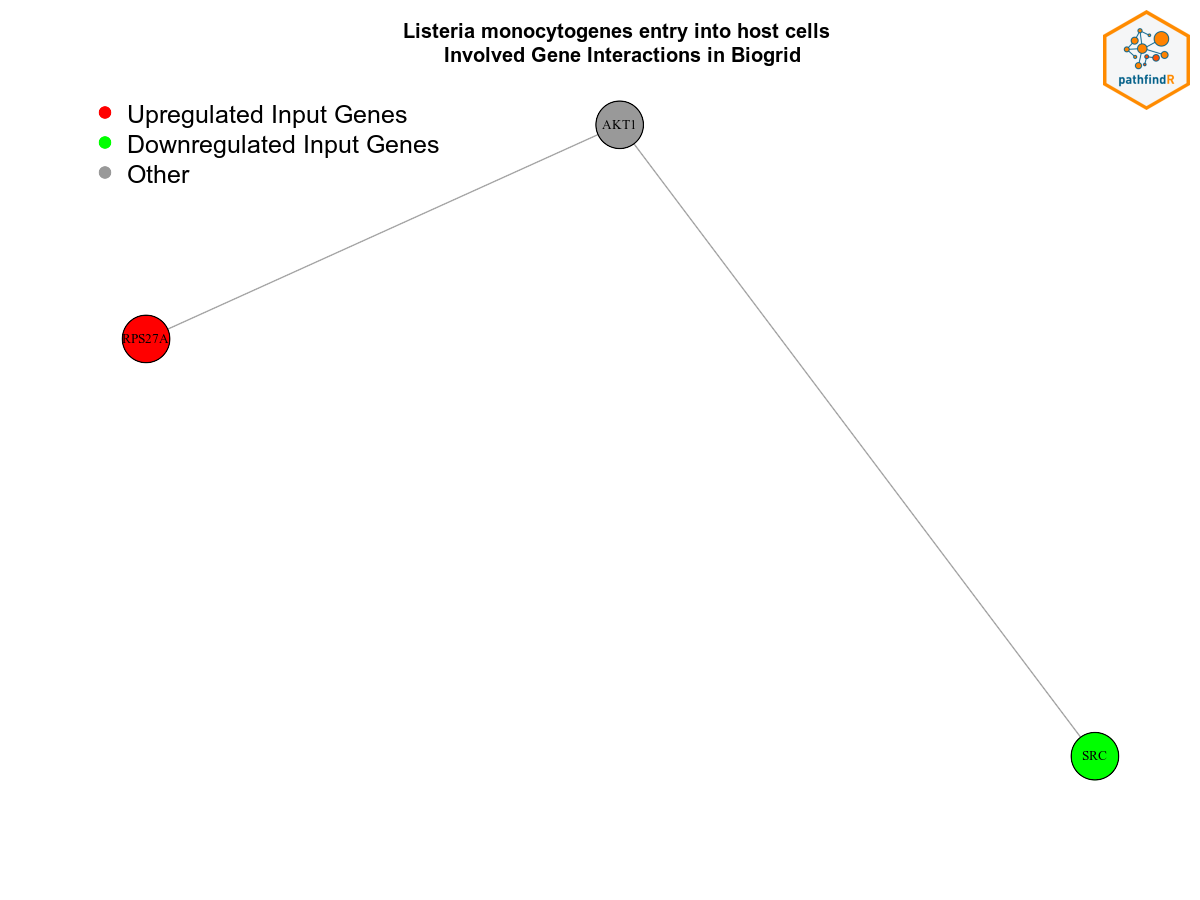 Listeria monocytogenes entry into host cells
Involved Gene Interactions in Biogrid
pathfindR
Upregulated Input Genes
Downregulated Input Genes
Other
AKT1
RPS27A
SRC